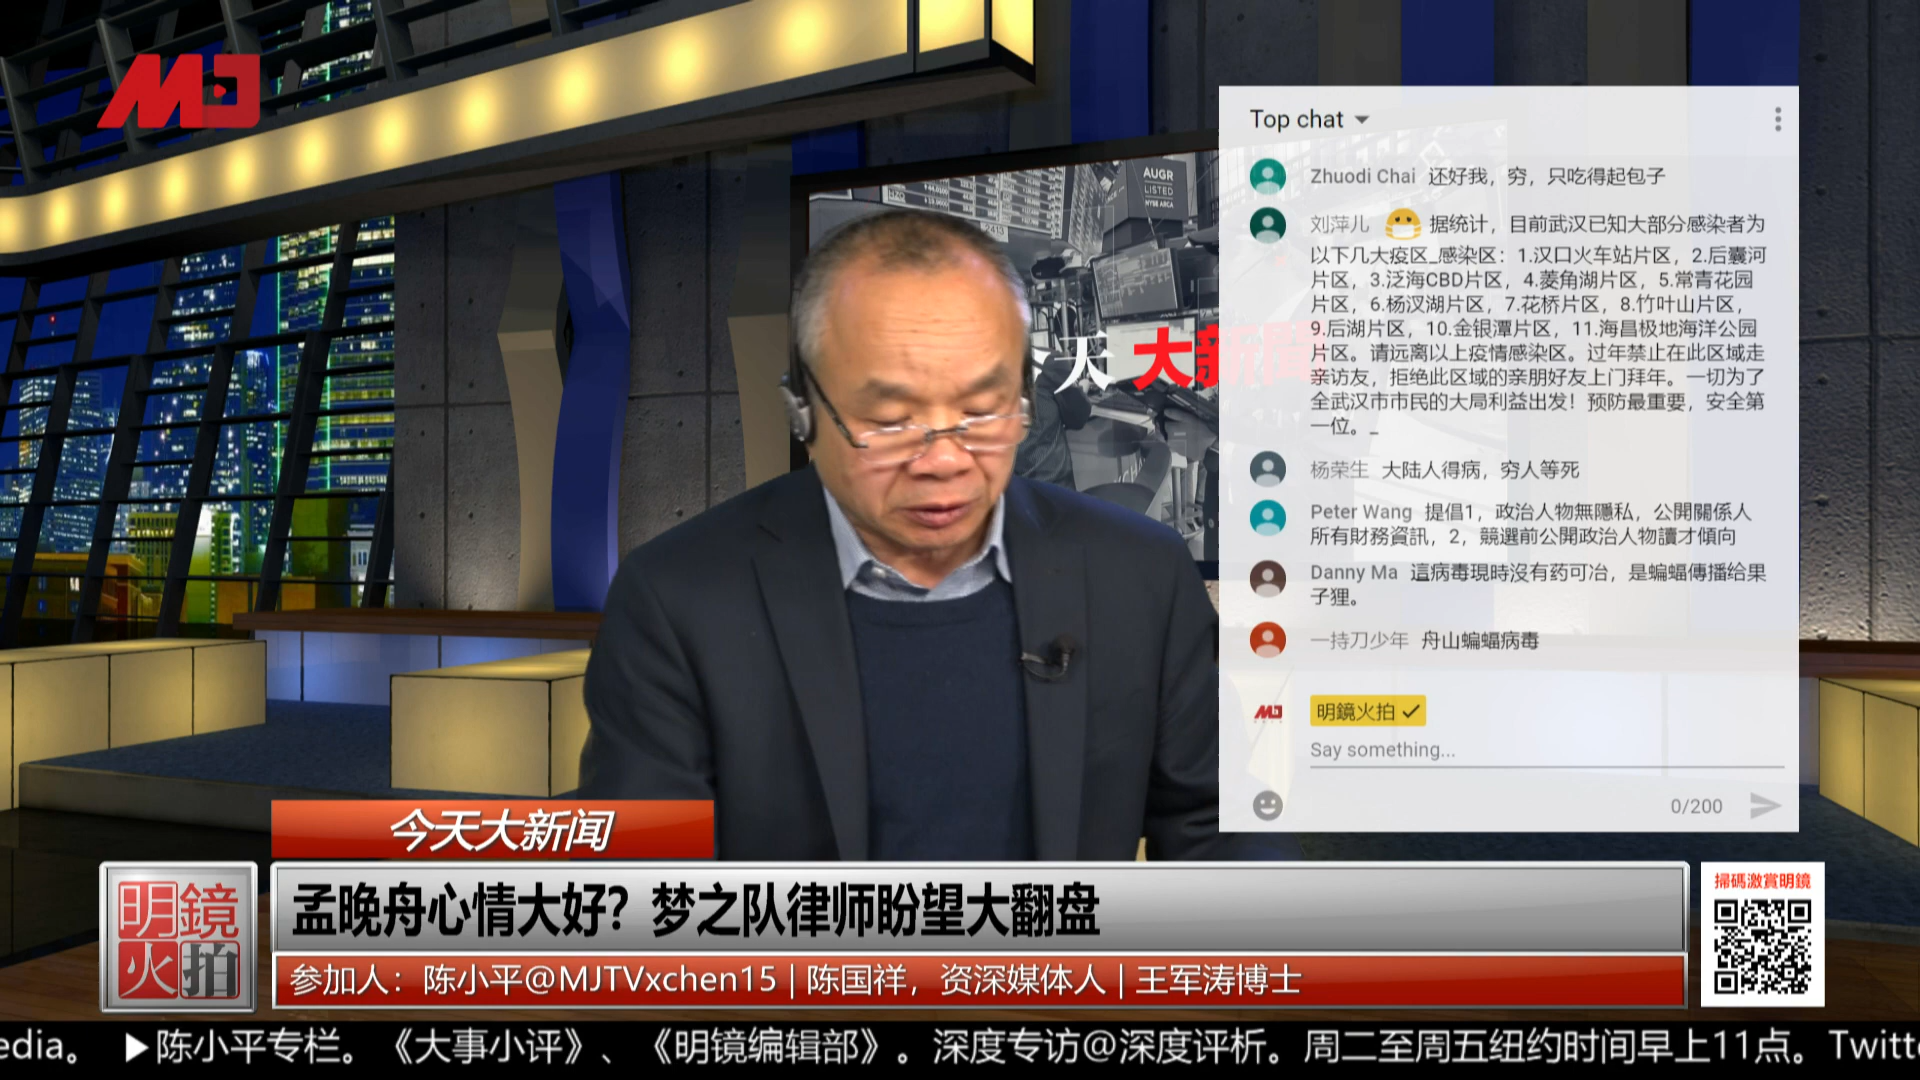 MJ
AUGR
LISTED
NYSE ARCA
2413
天 大新聞
Top chat
Zhuodi Chai 还好我，穷，只吃得起包子
刘萍儿 据统计，目前武汉已知大部分感染者为
以下几大疫区_感染区：1.汉口火车站片区，2.后囊河
片区，3.泛海CBD片区，4.菱角湖片区，5.常青花园
片区，6.杨汊湖片区，7.花桥片区，8.竹叶山片区，
9.后湖片区，10.金银潭片区，11.海昌极地海洋公园
片区。请远离以上疫情感染区。过年禁止在此区域走
亲访友，拒绝此区域的亲朋好友上门拜年。一切为了
全武汉市市民的大局利益出发！预防最重要，安全第
一位。_
杨荣生 大陆人得病，穷人等死
Peter Wang 提倡1，政治人物無隱私，公開關係人
所有財務資訊，2，競選前公開政治人物讀才傾向
Danny Ma 這病毒現時沒有药可冶，是蝙蝠傳播给果
子狸。
一持刀少年 舟山蝙蝠病毒
MJ 明鏡火拍
Say something...
0/200
今天大新闻
明鏡
火拍
孟晚舟心情大好？梦之队律师盼望大翻盘
参加人：陈小平@MJTVxchen15 | 陈国祥，资深媒体人 | 王军涛博士
掃碼激賞明鏡
edia。 ▶陈小平专栏。《大事小评》、《明镜编辑部》。深度专访@深度评析。周二至周五纽约时间早上11点。Twitte